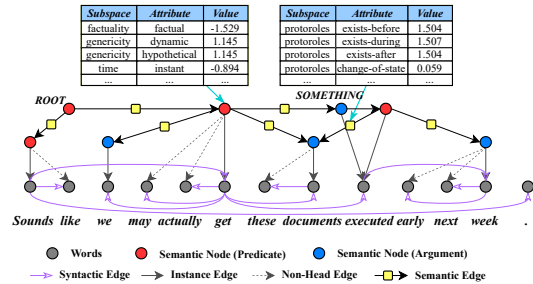 Subspace Attribute Value
factuality factual -1.529
genericity dynamic 1.145
genericity hypothetical 1.145
time instant -0.894
... ... ...
Subspace Attribute Value
protoroles exists-before 1.504
protoroles exists-during 1.507
protoroles exists-after 1.504
protoroles change-of-state 0.059
... ... ...
ROOT
SOMETHING
Sounds like we may actually get these documents executed early next week .
Words Semantic Node (Predicate) Semantic Node (Argument)
Syntactic Edge Instance Edge Non-Head Edge Semantic Edge